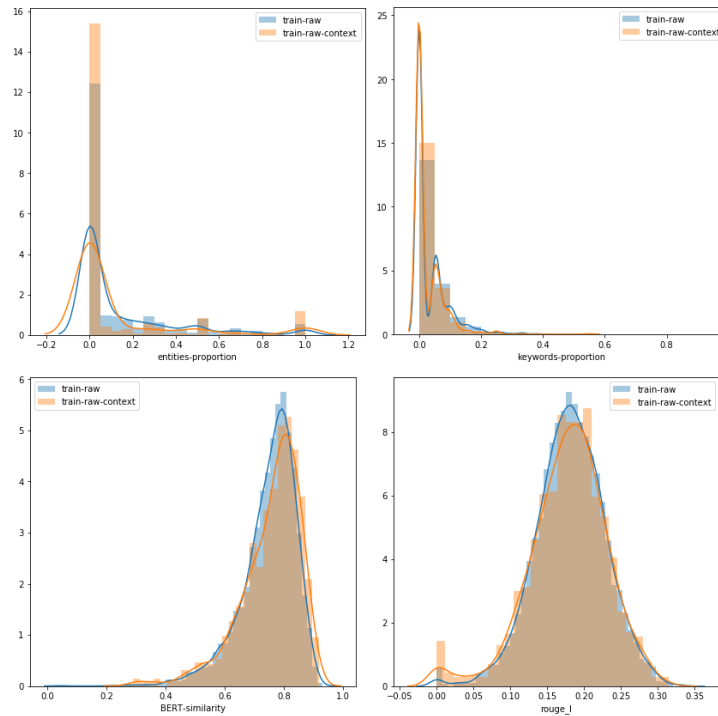 16
14
12
10
8
6
4
2
0
−0.2 0.0 0.2 0.4 0.6 0.8 1.0 1.2
entities-proportion
train-raw
train-raw-context
25
20
15
10
5
0
0.0 0.2 0.4 0.6 0.8
keywords-proportion
train-raw
train-raw-context
6
5
4
3
2
1
0
0.0 0.2 0.4 0.6 0.8 1.0
BERT-similarity
train-raw
train-raw-context
8
6
4
2
0
−0.05 0.00 0.05 0.10 0.15 0.20 0.25 0.30 0.35
rouge_l
train-raw
train-raw-context